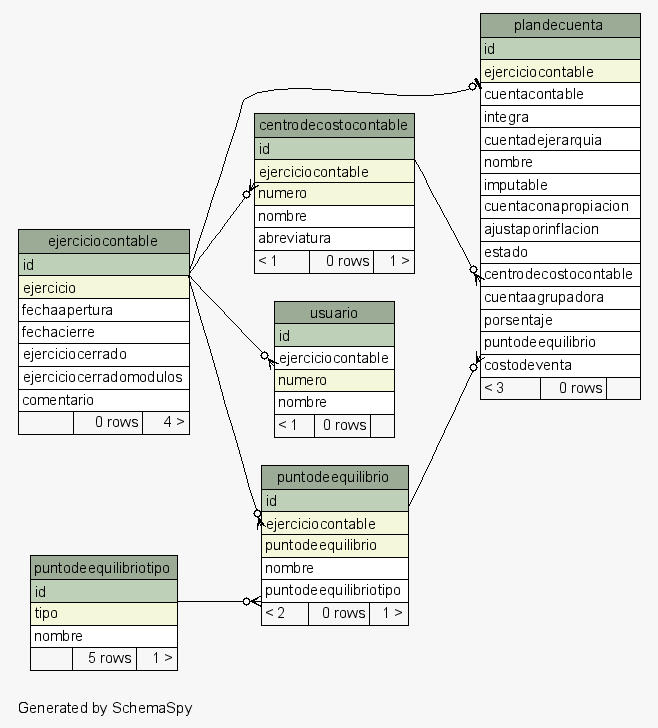 plandecuenta
id
ejerciciocontable
cuentacontable
integra
cuentadejerarquia
nombre
imputable
cuentaconapropiacion
ajustaporinflacion
estado
centrodecostocontable
cuentaagrupadora
porsentaje
puntodeequilibrio
costodeventa
< 3 0 rows
centrodecostocontable
id
ejerciciocontable
numero
nombre
abreviatura
< 1 0 rows 1 >
ejerciciocontable
id
ejercicio
fechaapertura
fechacierre
ejerciciocerrado
ejerciciocerradomodulos
comentario
0 rows 4 >
usuario
id
ejerciciocontable
numero
nombre
< 1 0 rows
puntodeequilibrio
id
ejerciciocontable
puntodeequilibrio
nombre
puntodeequilibriotipo
< 2 0 rows 1 >
puntodeequilibriotipo
id
tipo
nombre
5 rows 1 >
Generated by SchemaSpy